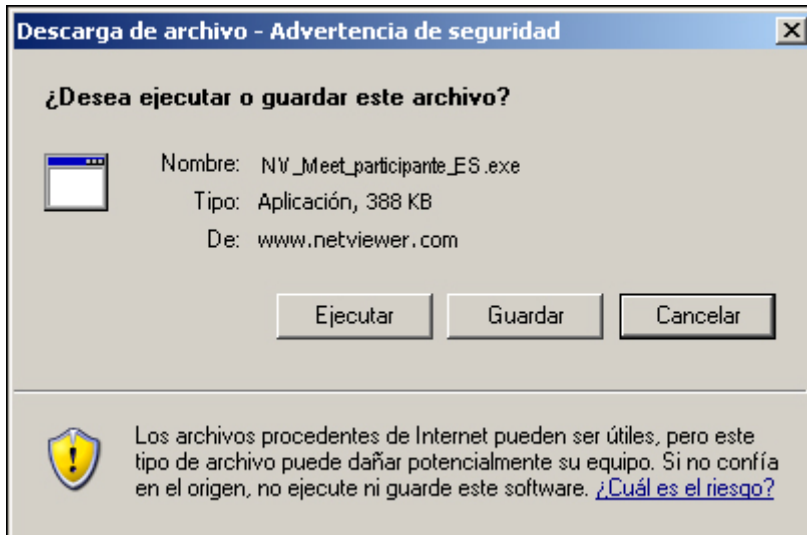 Descarga de archivo - Advertencia de seguridad
¿Desea ejecutar o guardar este archivo?
Nombre: NV_Meet_participante_ES.exe
Tipo: Aplicación, 388 KB
De: www.netviewer.com
Ejecutar Guardar Cancelar
Los archivos procedentes de Internet pueden ser útiles, pero este
tipo de archivo puede dañar potencialmente su equipo. Si no confía
en el origen, no ejecute ni guarde este software. ¿Cuál es el riesgo?